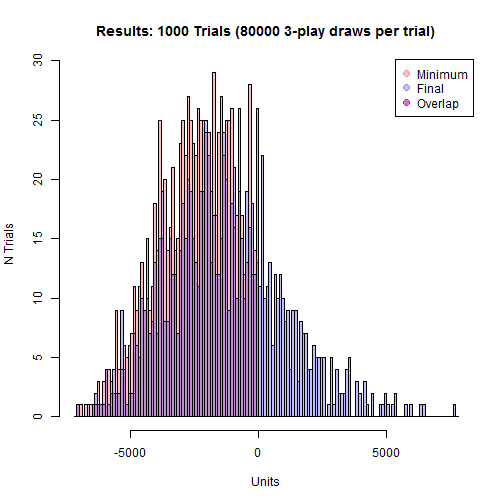 Results: 1000 Trials (80000 3-play draws per trial)
Minimum
Final
Overlap
N Trials
30
25
20
15
10
5
0
-5000 0 5000
Units